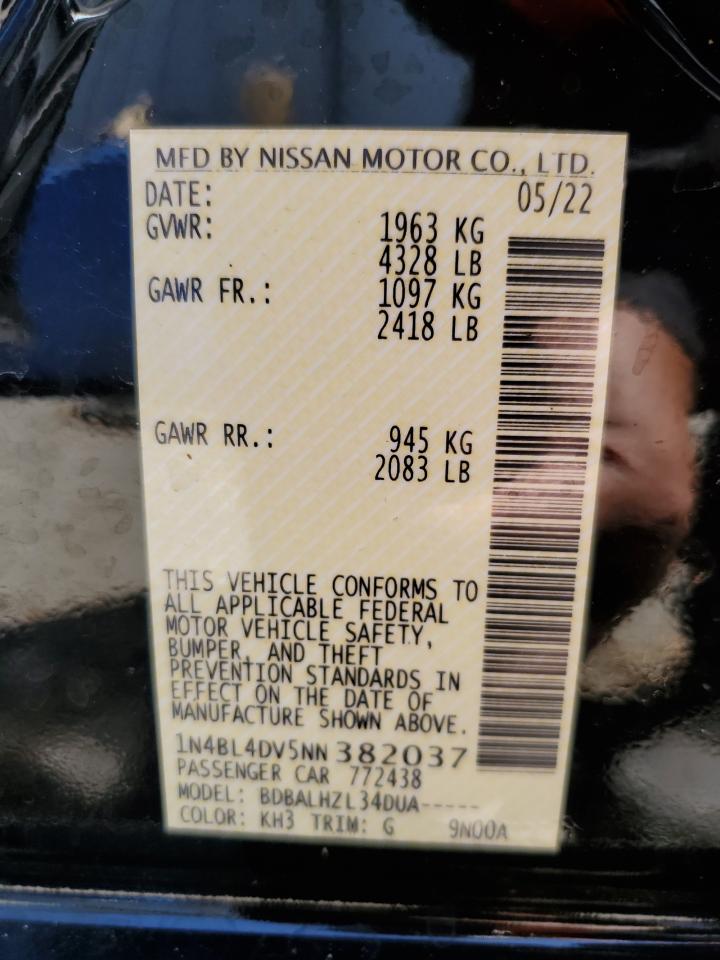 MFD BY NISSAN MOTOR CO., LTD.
DATE: 05/22
GVWR: 1963 KG
4328 LB
GAWR FR.: 1097 KG
2418 LB
GAWR RR.: 945 KG
2083 LB
THIS VEHICLE CONFORMS TO
ALL APPLICABLE FEDERAL
MOTOR VEHICLE SAFETY,
BUMPER, AND THEFT
PREVENTION STANDARDS IN
EFFECT ON THE DATE OF
MANUFACTURE SHOWN ABOVE.
1N4BL4DV5NN382037
PASSENGER CAR 772438
MODEL: BDBALHZL34DUA-----
COLOR: KH3 TRIM: G 9N00A